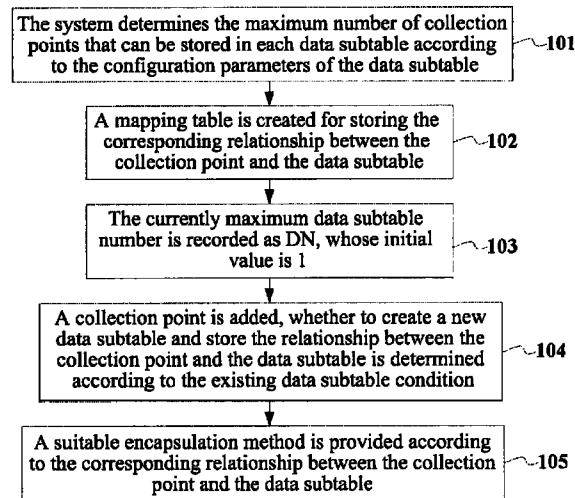 The system determines the maximum number of collection
points that can be stored in each data subtable according
to the configuration parameters of the data subtable
101
A mapping table is created for storing the
corresponding relationship between the
collection point and the data subtable
102
The currently maximum data subtable
number is recorded as DN, whose initial
value is 1
103
A collection point is added, whether to create a new
data subtable and store the relationship between the
collection point and the data subtable is determined
according to the existing data subtable condition
104
A suitable encapsulation method is provided according
to the corresponding relationship between the collection
point and the data subtable
105